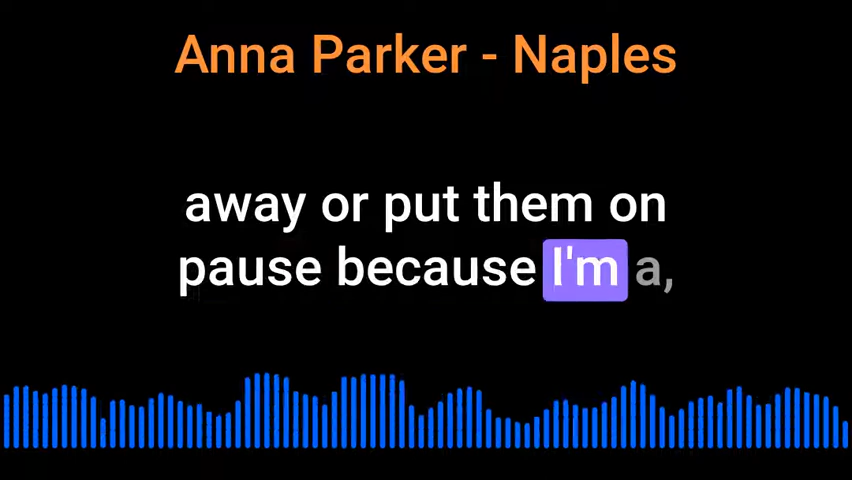 Anna Parker - Naples
away or put them on
pause because I'm a,